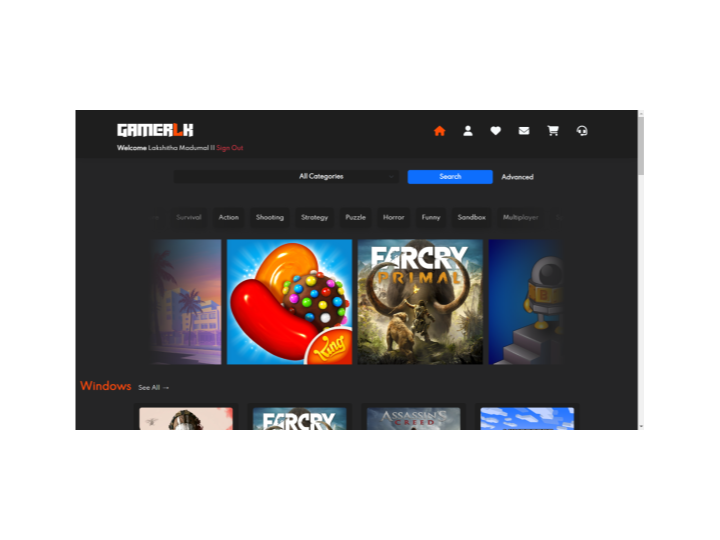 GAMERLK
Welcome Lakshitha Madumal || Sign Out
All Categories
Search
Advanced
Survival Action Shooting Strategy Puzzle Horror Funny Sandbox Multiplayer
FARCRY
PRIMAL
King
B
Windows See All →
FARCRY
ASSASSIN'S
CREED